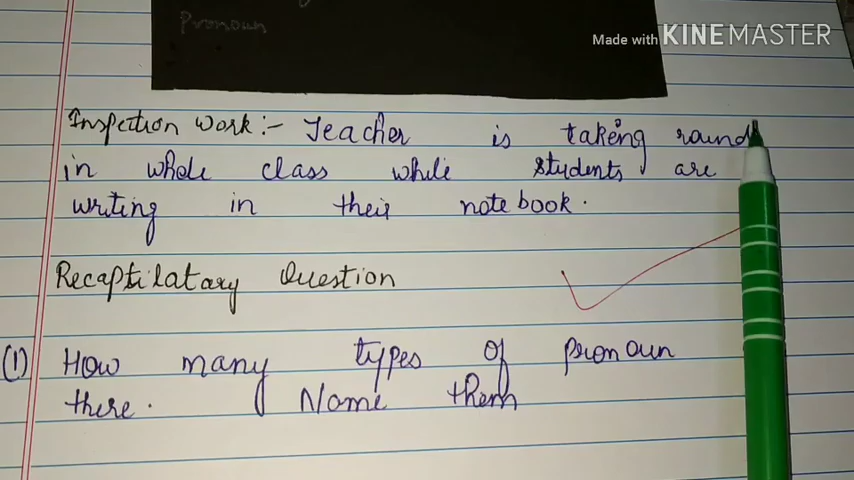 Pronoun
Made with KINEMASTER
Inspection Work :- Teacher is taking round
in whole class while students are
writing in their notebook.
Recaptilatary Question
(1) How many types of pronoun
there. Name them